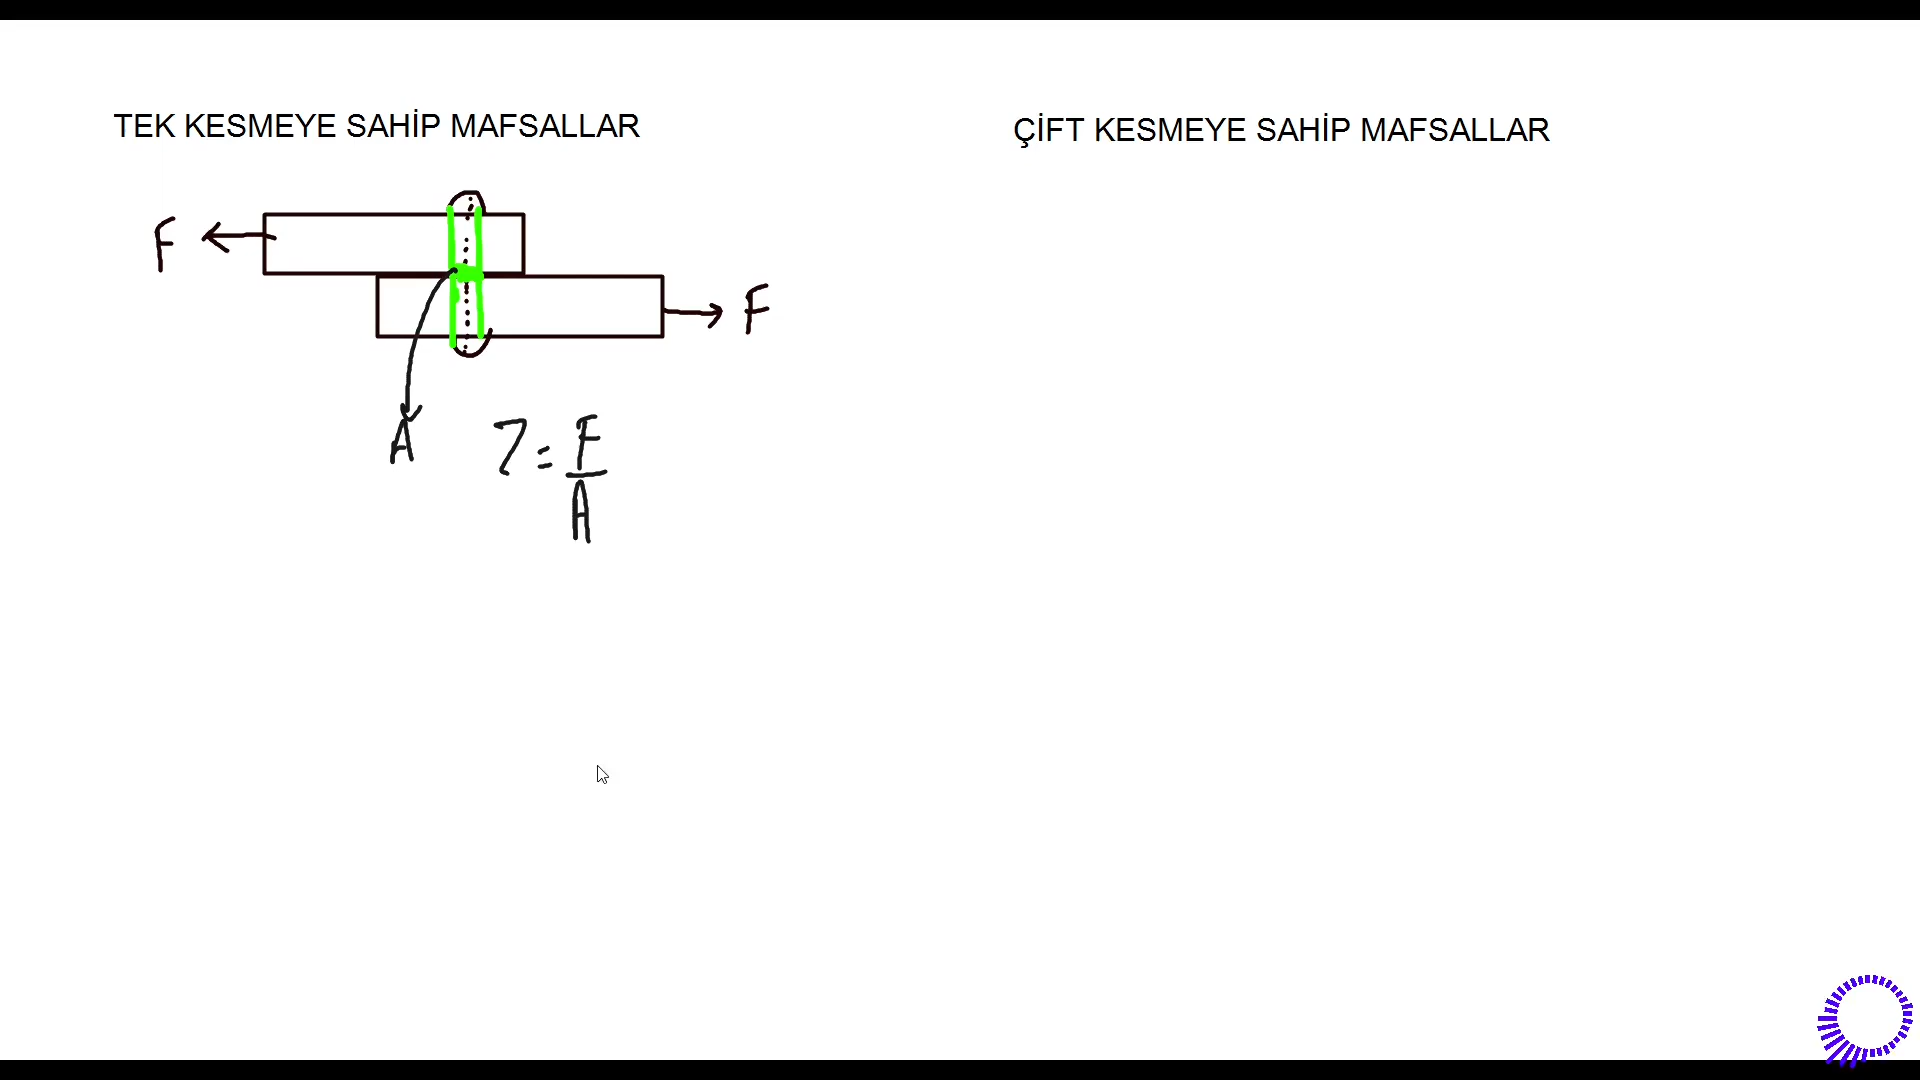 TEK KESMEYE SAHİP MAFSALLAR
F
F
A
τ = F
A
ÇİFT KESMEYE SAHİP MAFSALLAR